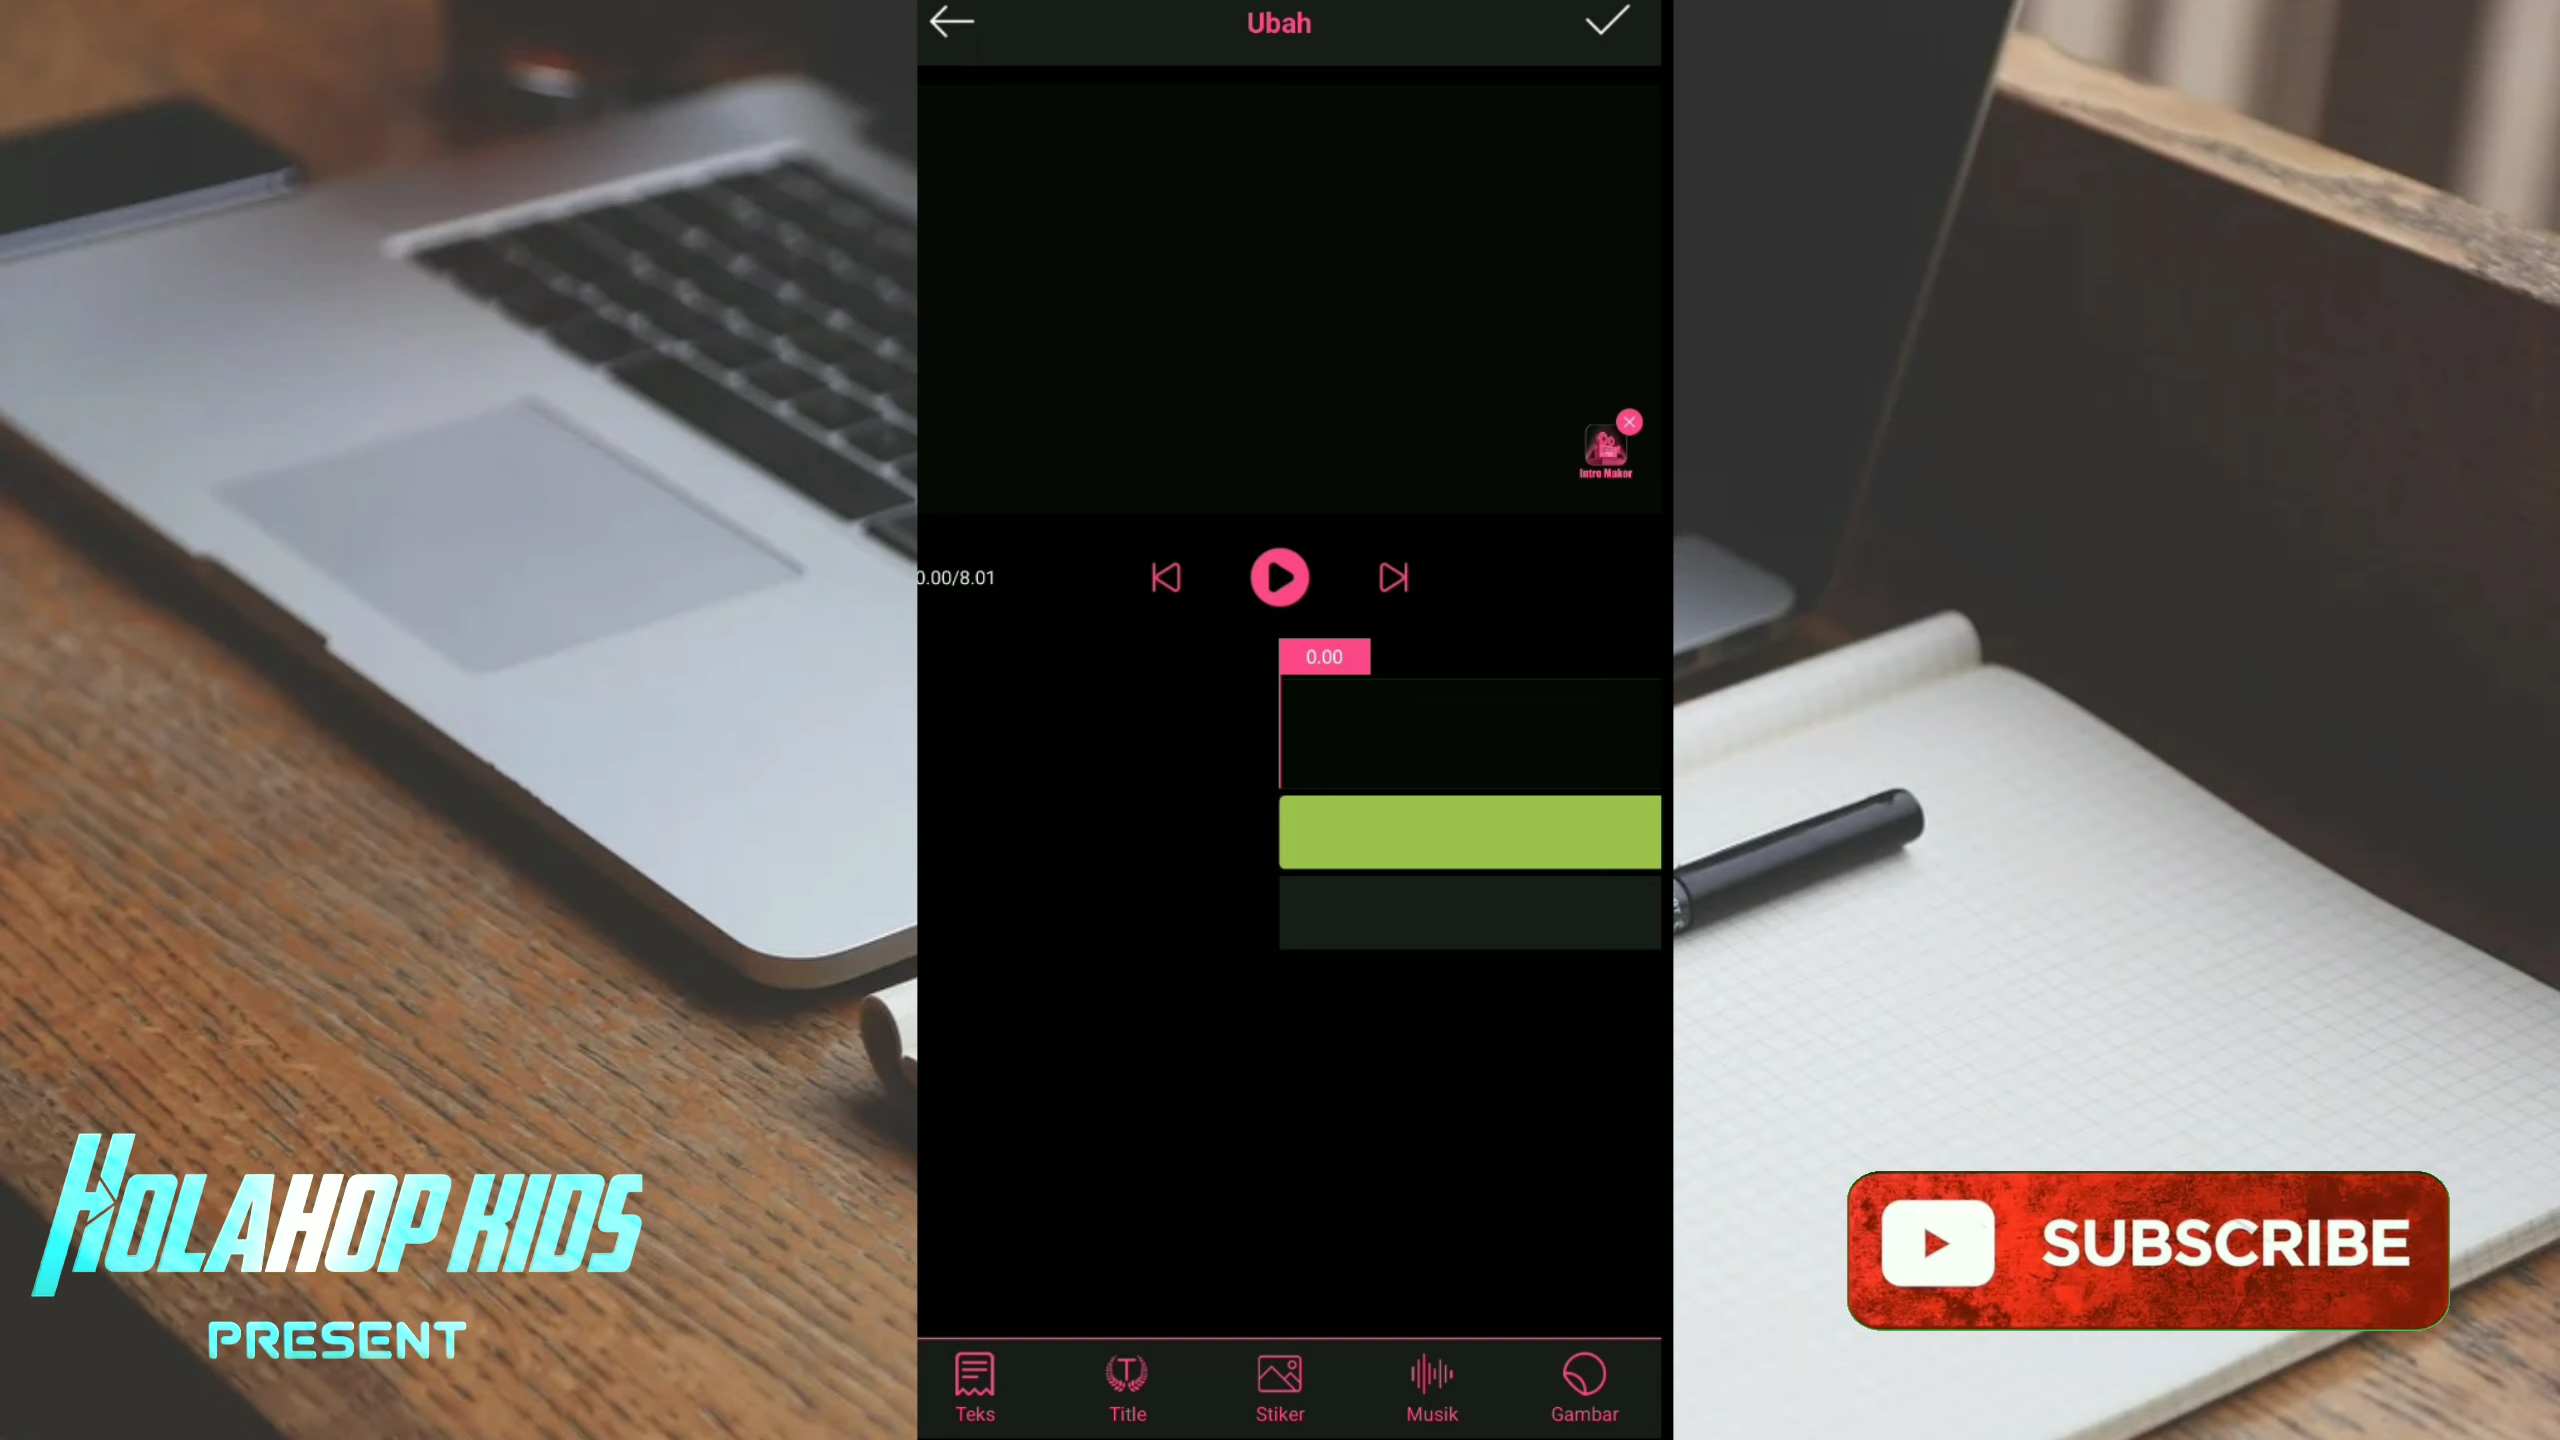 Ubah
Intro Maker
0.00/8.01
0.00
HOLAHOP KIDS
PRESENT
SUBSCRIBE
Teks
Title
Stiker
Musik
Gambar